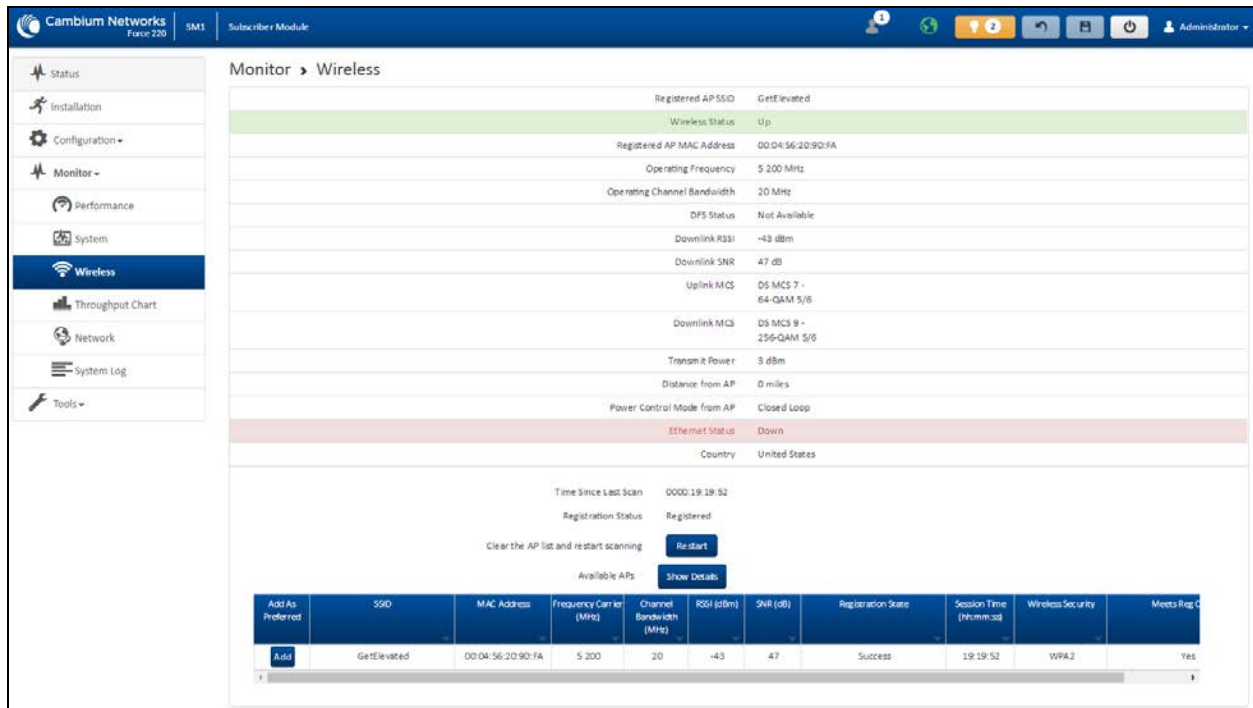 Cambium Networks
Force 220
SM1
Subscriber Module
1
2
Administrator
Status
Installation
Configuration
Monitor
Performance
System
Wireless
Throughput Chart
Network
System Log
Tools
Monitor > Wireless
Registered AP SSID GetElevated
Wireless Status Up
Registered AP MAC Address 00:04:56:20:9D:FA
Operating Frequency 5 200 MHz
Operating Channel Bandwidth 20 MHz
DFS Status Not Available
Downlink RSSI -43 dBm
Downlink SNR 47 dB
Uplink MCS DS MCS 7 -
64-QAM 5/6
Downlink MCS DS MCS 9 -
256-QAM 5/6
Transmit Power 3 dBm
Distance from AP 0 miles
Power Control Mode from AP Closed Loop
Ethernet Status Down
Country United States
Time Since Last Scan 0000:19:19:52
Registration Status Registered
Clear the AP list and restart scanning Restart
Available APs Show Details
Add As
Preferred
SSID
MAC Address
Frequency Carrier
(MHz)
Channel
Bandwidth
(MHz)
RSSI (dBm)
SNR (dB)
Registration State
Session Time
(hh:mm:ss)
Wireless Security
Meets Reg C
Add GetElevated 00:04:56:20:9D:FA 5 200 20 -43 47 Success 19:19:52 WPA2 Yes